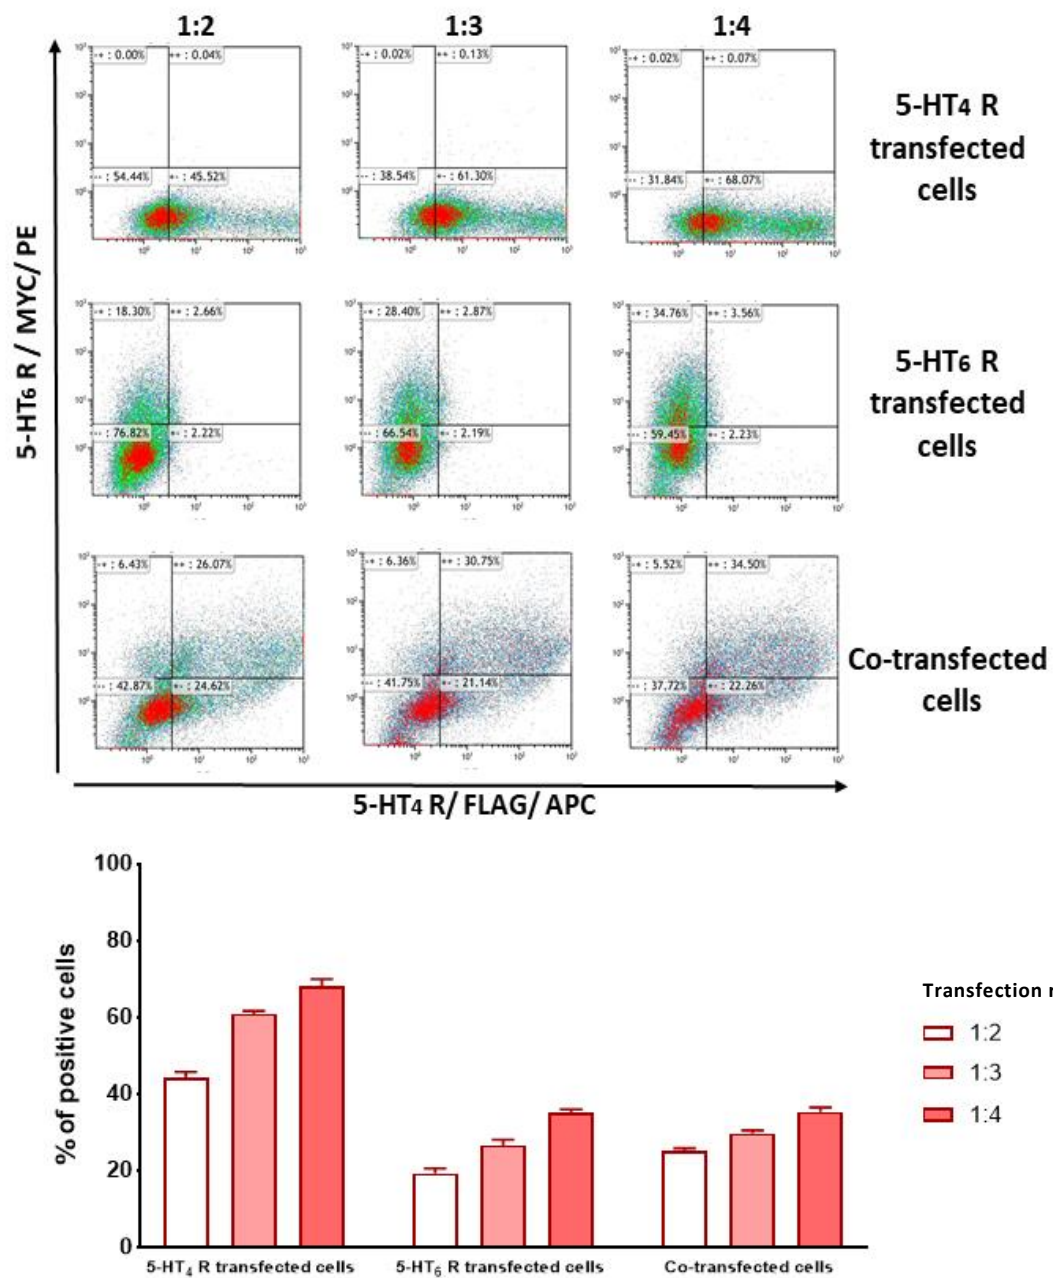 1:2 1:3 1:4
-+ : 0.00% ++ : 0.04%
-+ : 0.02% ++ : 0.13%
-+ : 0.02% ++ : 0.07%
-- : 54.44% +- : 45.52%
-- : 38.54% +- : 61.30%
-- : 31.84% +- : 68.07%
5-HT4 R
transfected
cells
-+ : 18.30% ++ : 2.66%
-+ : 28.40% ++ : 2.87%
-+ : 34.76% ++ : 3.56%
-- : 76.82% +- : 2.22%
-- : 66.54% +- : 2.19%
-- : 59.45% +- : 2.23%
5-HT6 R
transfected
cells
-+ : 6.43% ++ : 26.07%
-+ : 6.36% ++ : 30.75%
-+ : 5.52% ++ : 34.50%
-- : 42.87% +- : 24.62%
-- : 41.75% +- : 21.14%
-- : 37.72% +- : 22.26%
Co-transfected
cells
5-HT6 R / MYC/ PE
5-HT4 R/ FLAG/ APC
% of positive cells
100
80
60
40
20
0
5-HT4 R transfected cells
5-HT6 R transfected cells
Co-transfected cells
Transfection
1:2
1:3
1:4